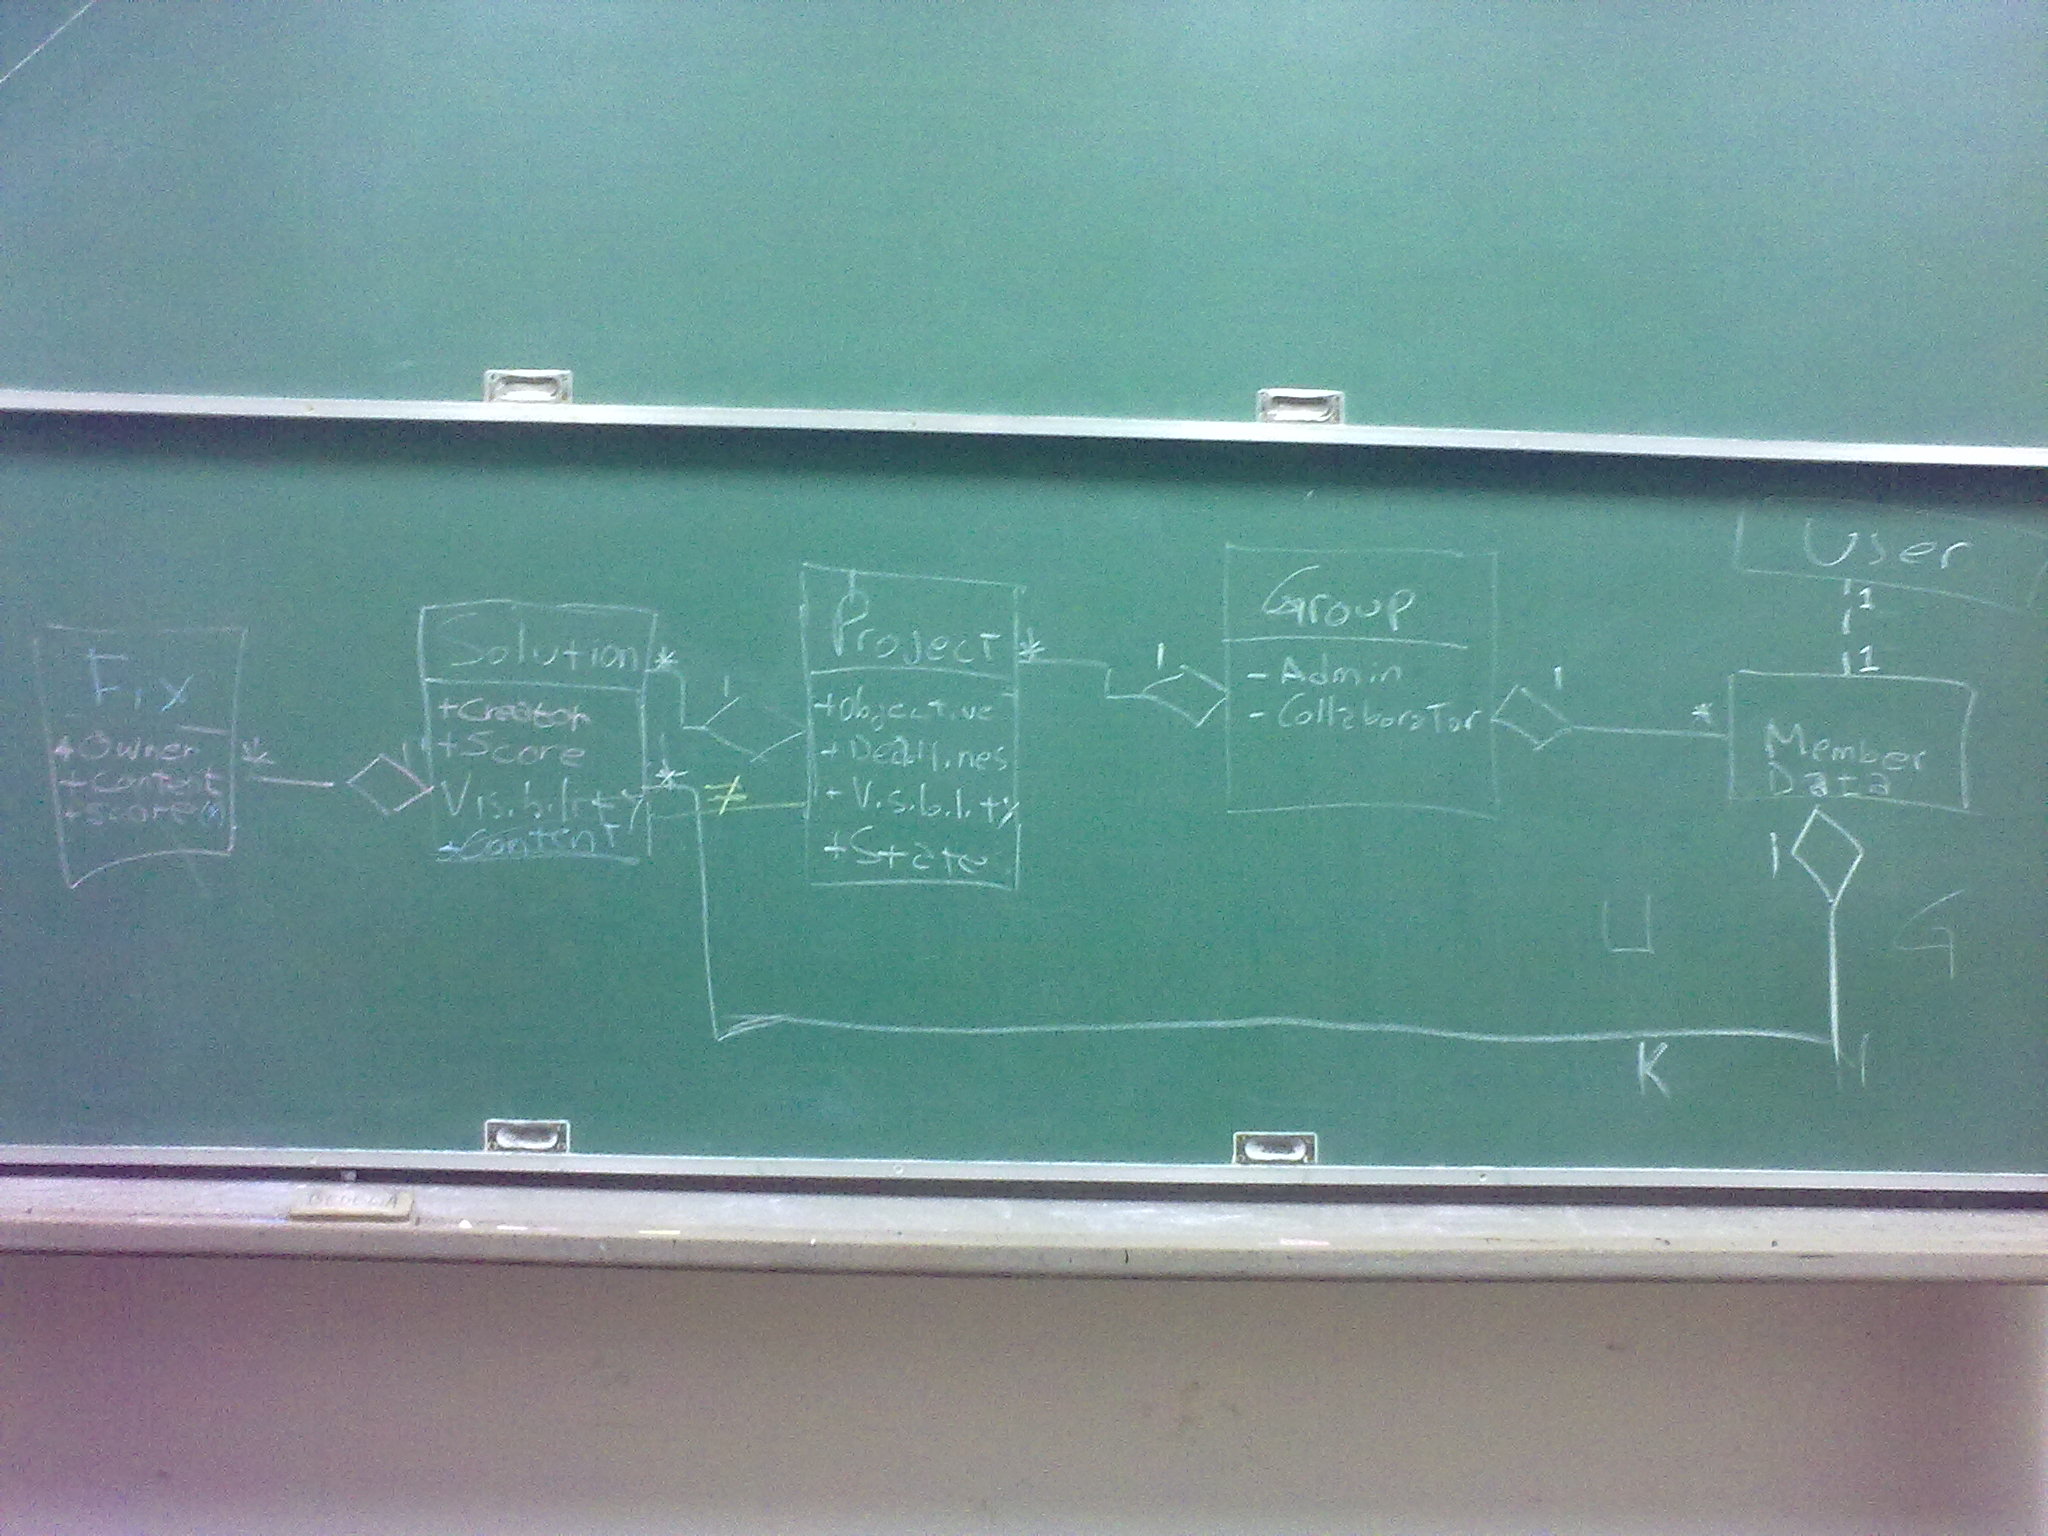 User
1
1
Fix
+Owner
+Content
+Score(n)
*
1
Solution
+Creator
+Score
Visibility
+Content
*
1
*
≠
Project
+Objective
+Deadlines
+Visibility
+State
*
1
Group
- Admin
- Collaborator
1
*
Member
Data
1
U
G
K